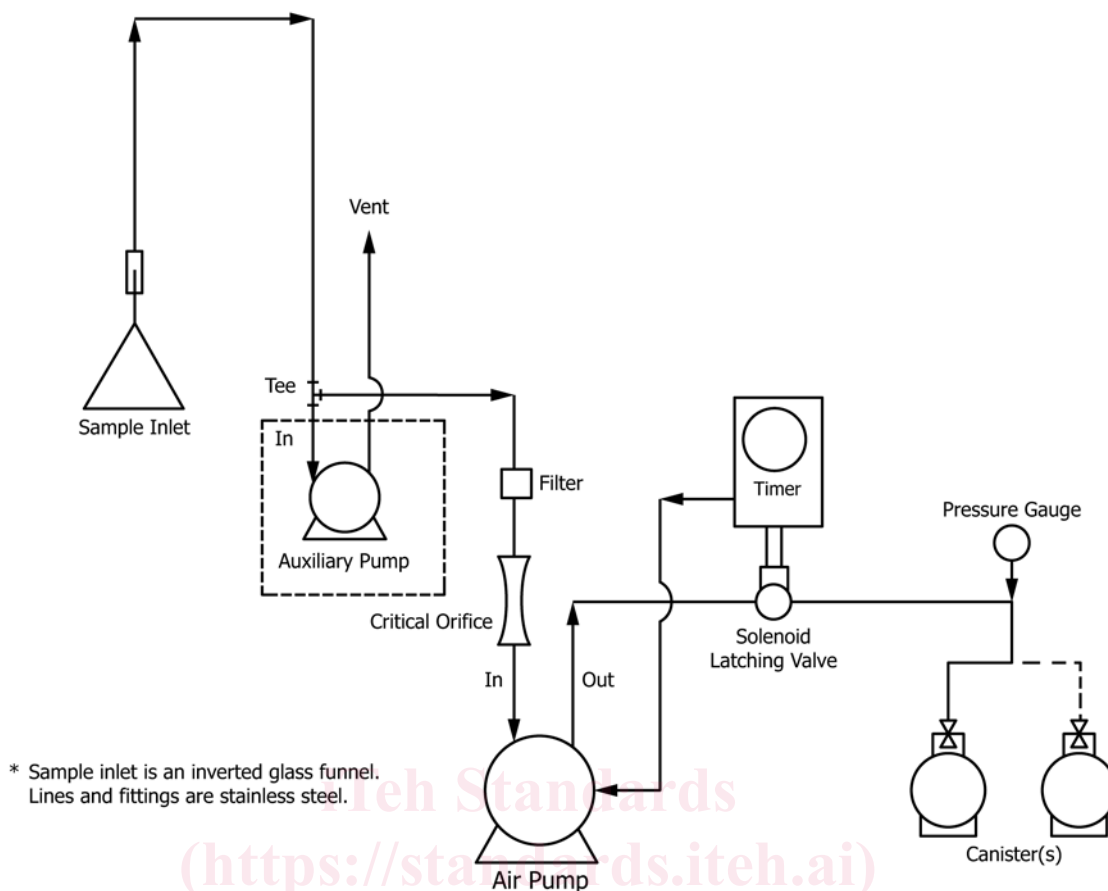 Vent
Tee
Sample Inlet
In
Filter
Timer
Pressure Gauge
Auxiliary Pump
Critical Orifice
Solenoid
Latching Valve
In
Out
* Sample inlet is an inverted glass funnel.
Lines and fittings are stainless steel.
iTeh Standards
(https://standards.iteh.ai)
Canister(s)
Air Pump